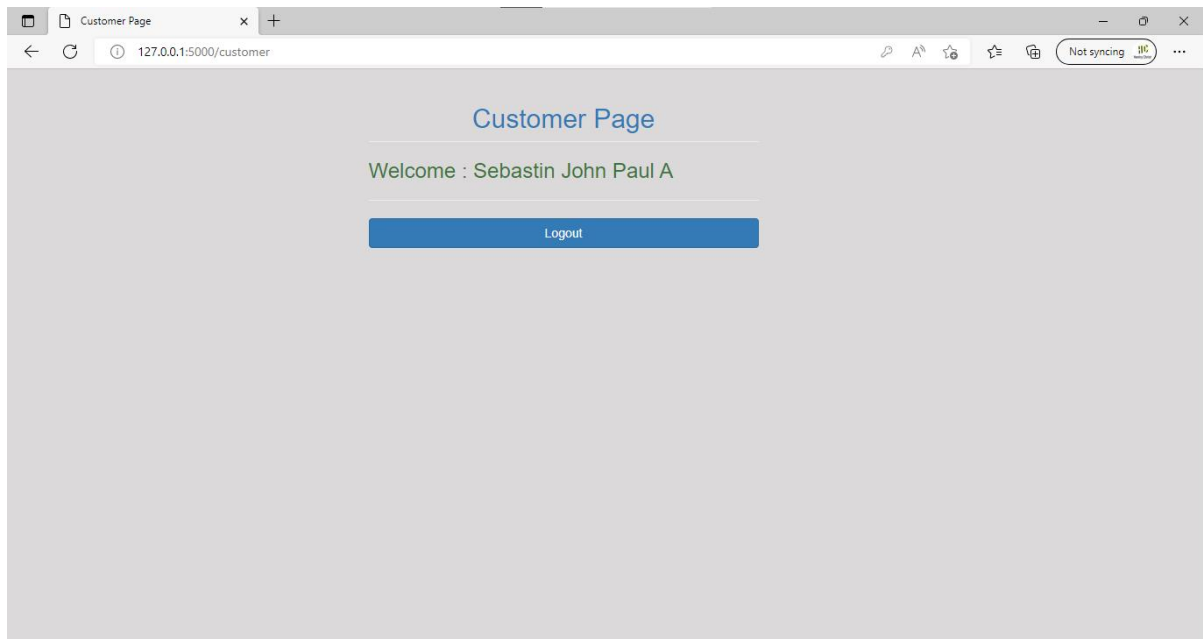 Customer Page
127.0.0.1:5000/customer
Not syncing
Customer Page
Welcome : Sebastin John Paul A
Logout